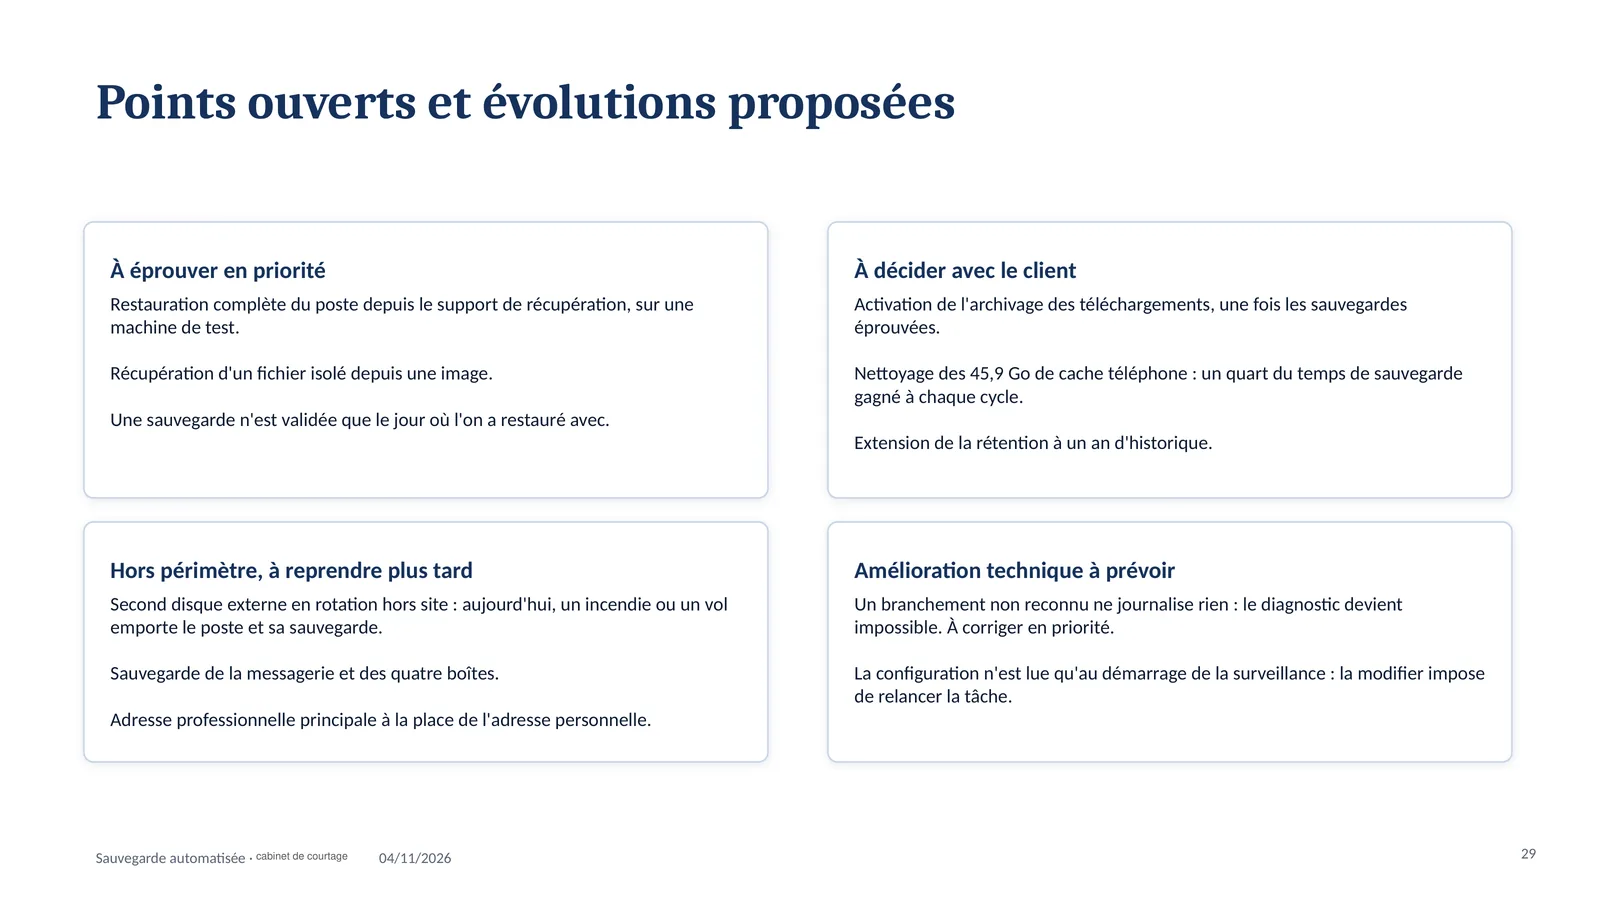 Points ouverts et évolutions proposées
À éprouver en priorité
Restauration complète du poste depuis le support de récupération, sur une
machine de test.
Récupération d'un fichier isolé depuis une image.
Une sauvegarde n'est validée que le jour où l'on a restauré avec.
À décider avec le client
Activation de l'archivage des téléchargements, une fois les sauvegardes
éprouvées.
Nettoyage des 45,9 Go de cache téléphone : un quart du temps de sauvegarde
gagné à chaque cycle.
Extension de la rétention à un an d'historique.
Hors périmètre, à reprendre plus tard
Second disque externe en rotation hors site : aujourd'hui, un incendie ou un vol
emporte le poste et sa sauvegarde.
Sauvegarde de la messagerie et des quatre boîtes.
Adresse professionnelle principale à la place de l'adresse personnelle.
Amélioration technique à prévoir
Un branchement non reconnu ne journalise rien : le diagnostic devient
impossible. À corriger en priorité.
La configuration n'est lue qu'au démarrage de la surveillance : la modifier impose
de relancer la tâche.
Sauvegarde automatisée · cabinet de courtage 04/11/2026
29